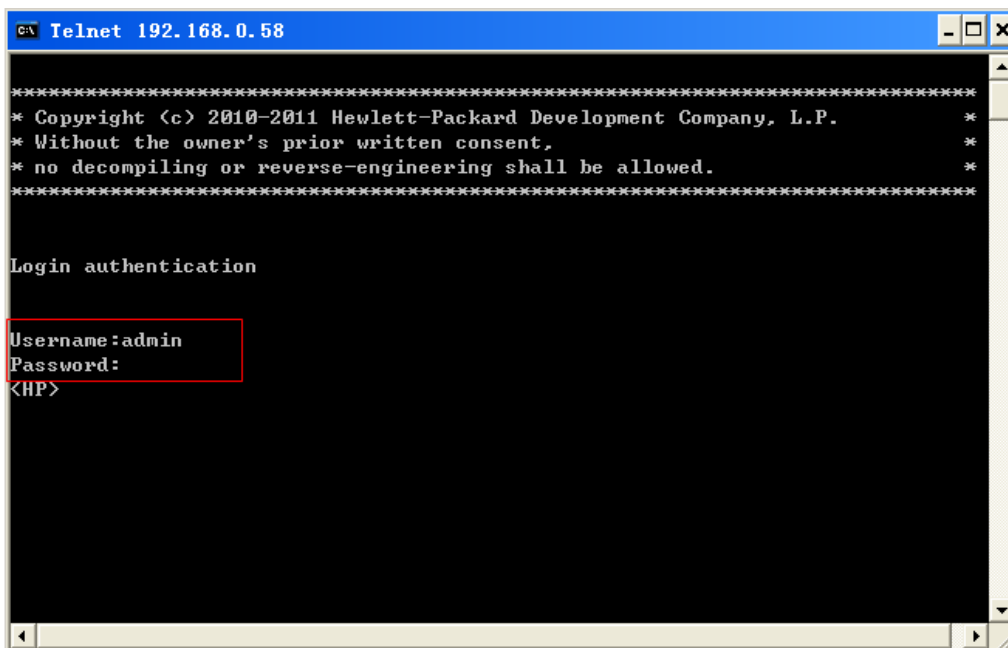 Telnet 192.168.0.58
********************************************************************************
* Copyright (c) 2010-2011 Hewlett-Packard Development Company, L.P. *
* Without the owner's prior written consent, *
* no decompiling or reverse-engineering shall be allowed. *
********************************************************************************
Login authentication
Username:admin
Password:
<HP>